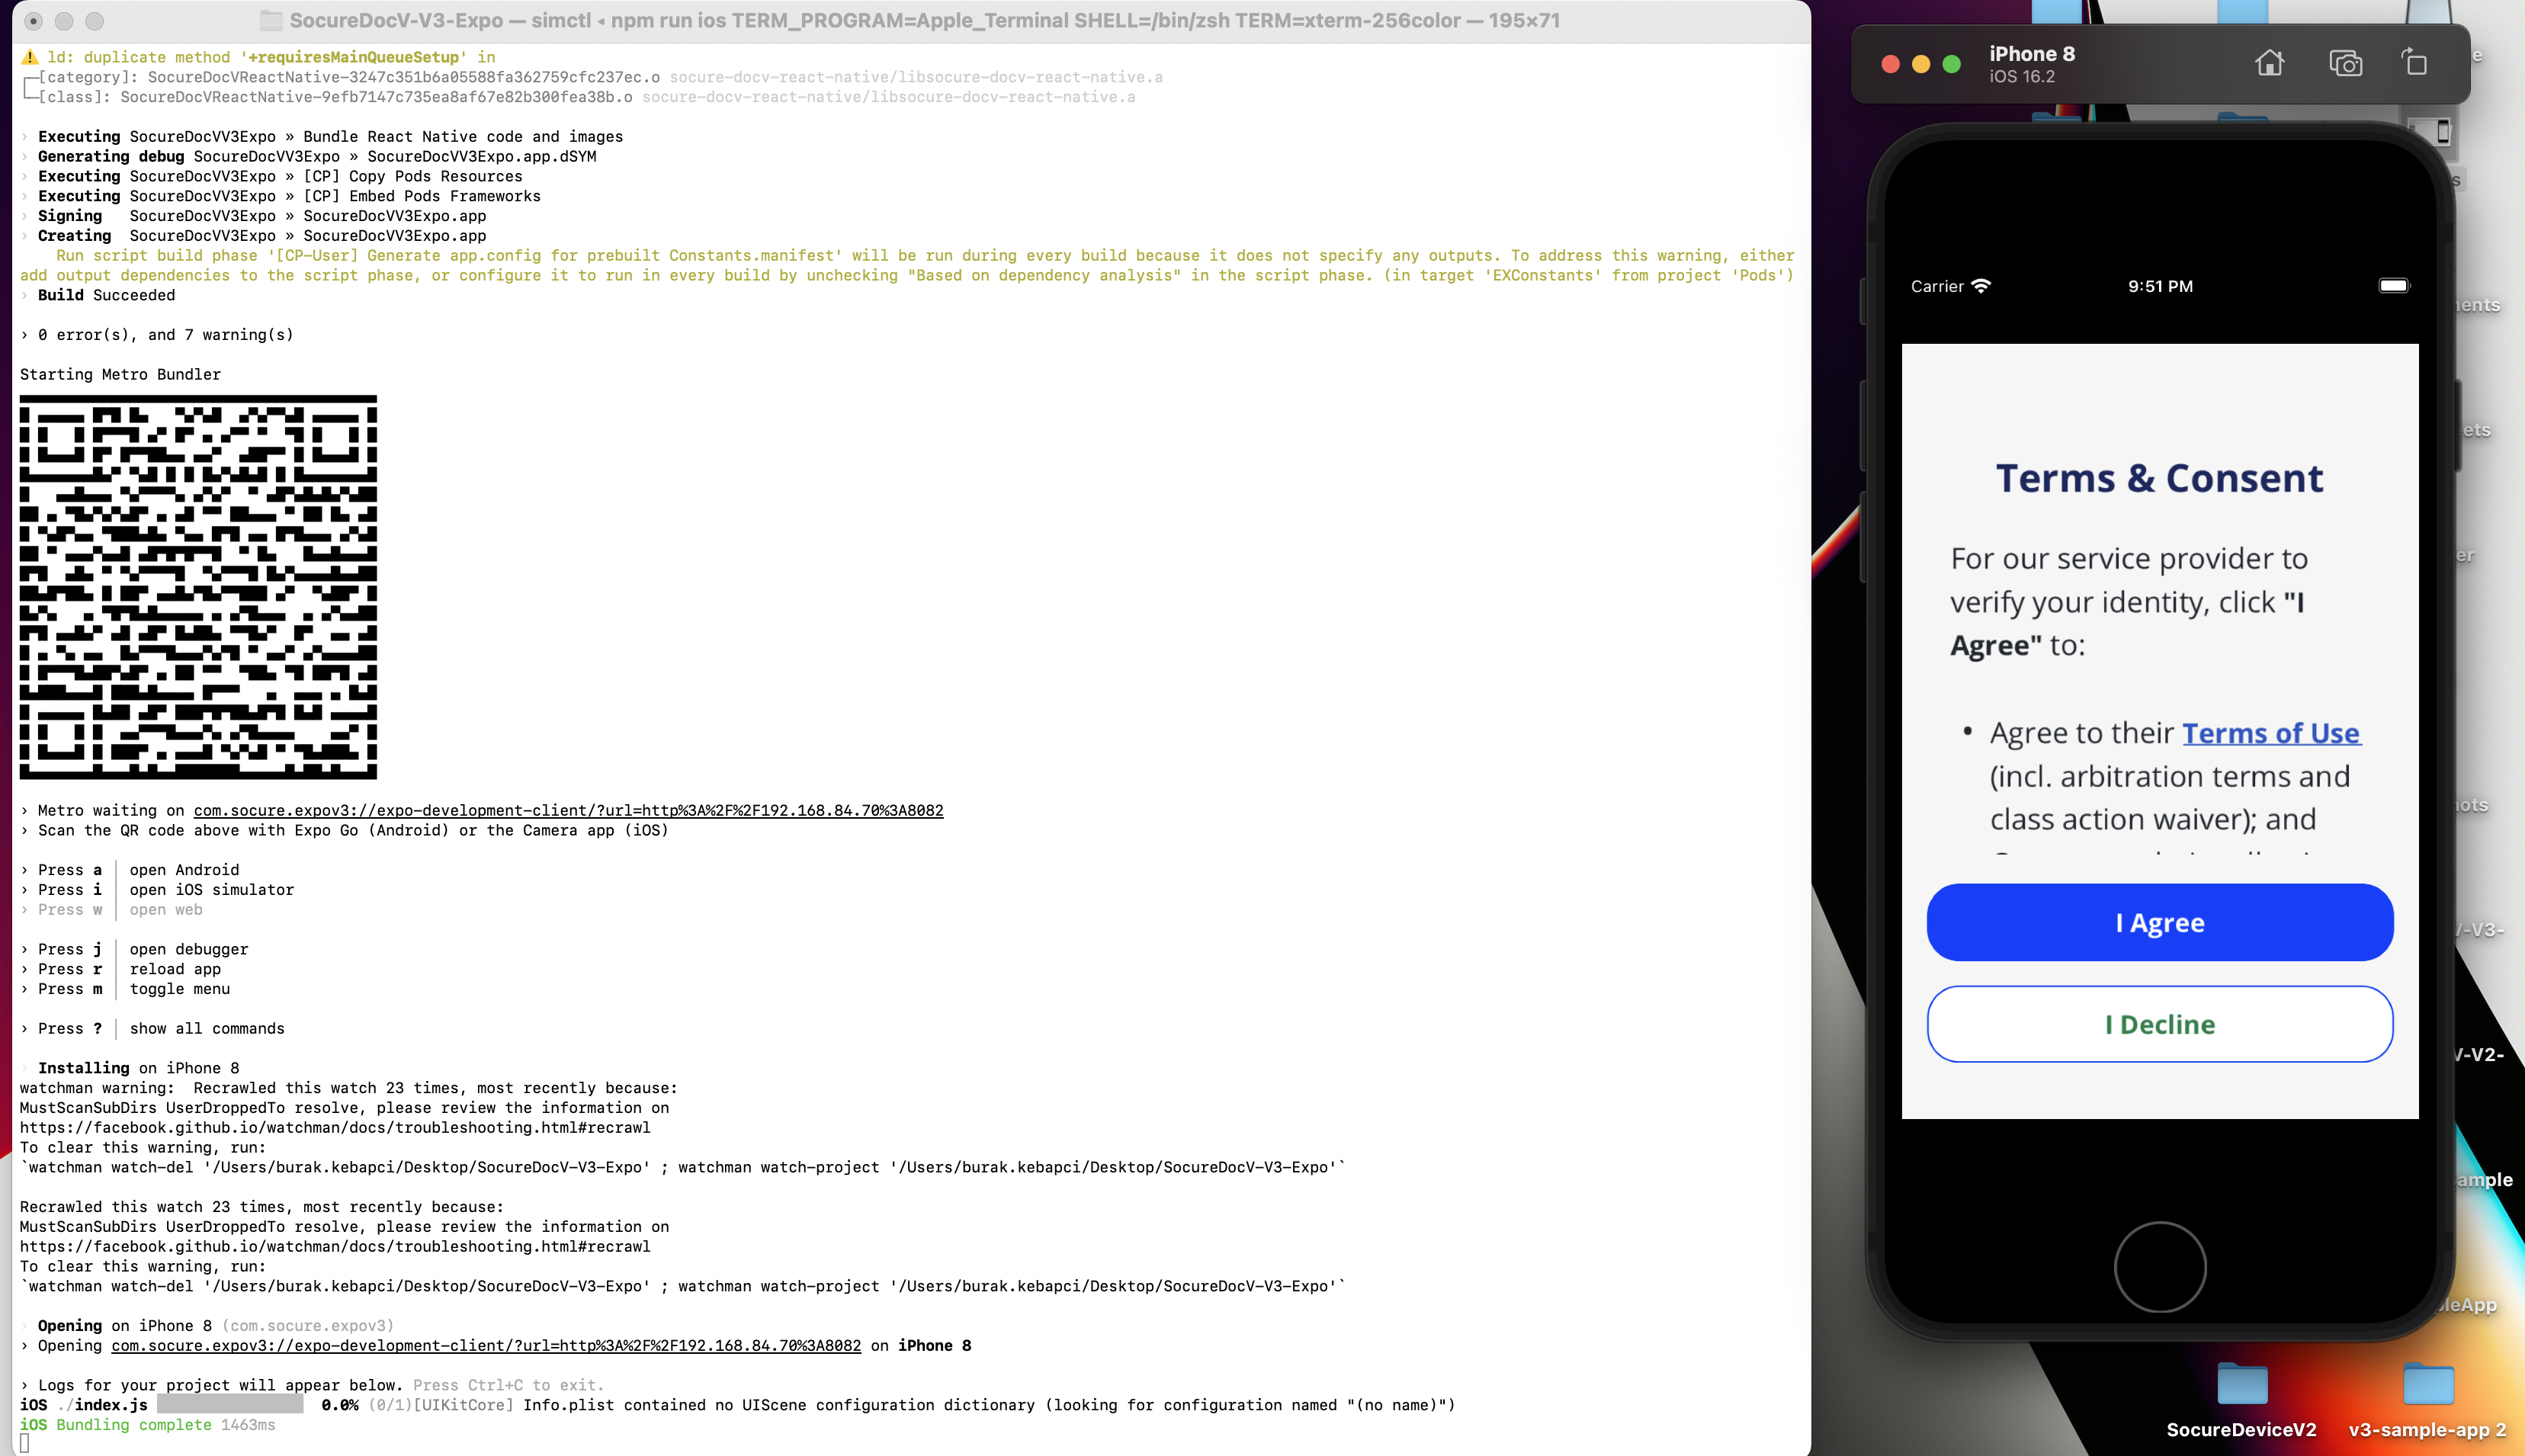 SocureDocV-V3-Expo — simctl ◂ npm run ios TERM_PROGRAM=Apple_Terminal SHELL=/bin/zsh TERM=xterm-256color — 195×71
⚠️ ld: duplicate method '+requiresMainQueueSetup' in
┌─[category]: SocureDocVReactNative-3247c351b6a05588fa362759cfc237ec.o socure-docv-react-native/libsocure-docv-react-native.a
└─[class]: SocureDocVReactNative-9efb7147c735ea8af67e82b300fea38b.o socure-docv-react-native/libsocure-docv-react-native.a
› Executing SocureDocVV3Expo » Bundle React Native code and images
› Generating debug SocureDocVV3Expo » SocureDocVV3Expo.app.dSYM
› Executing SocureDocVV3Expo » [CP] Copy Pods Resources
› Executing SocureDocVV3Expo » [CP] Embed Pods Frameworks
› Signing   SocureDocVV3Expo » SocureDocVV3Expo.app
› Creating  SocureDocVV3Expo » SocureDocVV3Expo.app
Run script build phase '[CP-User] Generate app.config for prebuilt Constants.manifest' will be run during every build because it does not specify any outputs. To address this warning, either
add output dependencies to the script phase, or configure it to run in every build by unchecking "Based on dependency analysis" in the script phase. (in target 'EXConstants' from project 'Pods')
› Build Succeeded
› 0 error(s), and 7 warning(s)
Starting Metro Bundler
› Metro waiting on com.socure.expov3://expo-development-client/?url=http%3A%2F%2F192.168.84.70%3A8082
› Scan the QR code above with Expo Go (Android) or the Camera app (iOS)
› Press a │ open Android
› Press i │ open iOS simulator
› Press w │ open web
› Press j │ open debugger
› Press r │ reload app
› Press m │ toggle menu
› Press ? │ show all commands
› Installing on iPhone 8
watchman warning:  Recrawled this watch 23 times, most recently because:
MustScanSubDirs UserDroppedTo resolve, please review the information on
https://facebook.github.io/watchman/docs/troubleshooting.html#recrawl
To clear this warning, run:
`watchman watch-del '/Users/burak.kebapci/Desktop/SocureDocV-V3-Expo' ; watchman watch-project '/Users/burak.kebapci/Desktop/SocureDocV-V3-Expo'`
Recrawled this watch 23 times, most recently because:
MustScanSubDirs UserDroppedTo resolve, please review the information on
https://facebook.github.io/watchman/docs/troubleshooting.html#recrawl
To clear this warning, run:
`watchman watch-del '/Users/burak.kebapci/Desktop/SocureDocV-V3-Expo' ; watchman watch-project '/Users/burak.kebapci/Desktop/SocureDocV-V3-Expo'`
› Opening on iPhone 8 (com.socure.expov3)
› Opening com.socure.expov3://expo-development-client/?url=http%3A%2F%2F192.168.84.70%3A8082 on iPhone 8
› Logs for your project will appear below. Press Ctrl+C to exit.
iOS ./index.js 0.0% (0/1)[UIKitCore] Info.plist contained no UIScene configuration dictionary (looking for configuration named "(no name)")
iOS Bundling complete 1463ms
iPhone 8
iOS 16.2
Carrier
9:51 PM
Terms & Consent
For our service provider to
verify your identity, click "I
Agree" to:
• Agree to their Terms of Use
(incl. arbitration terms and
class action waiver); and
I Agree
I Decline
SocureDeviceV2
v3-sample-app 2